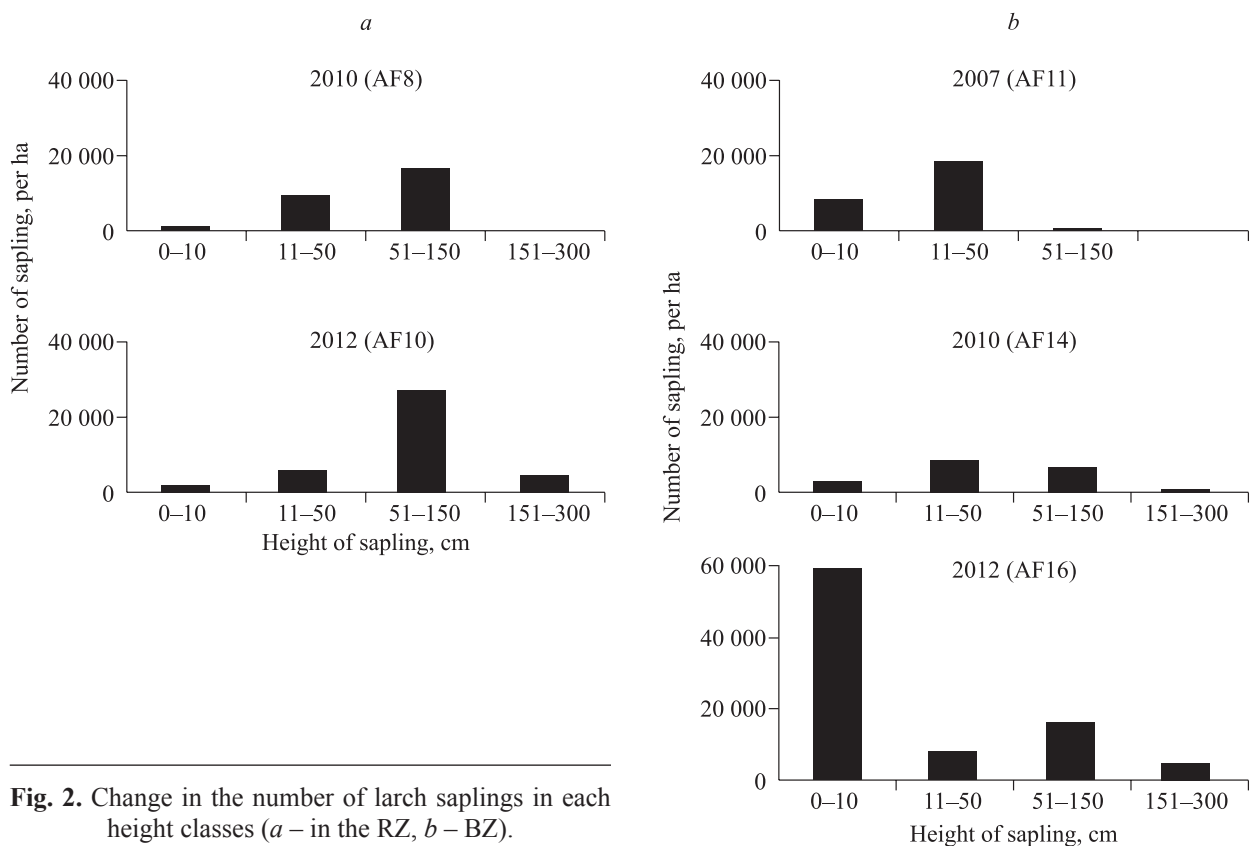 a
2010 (AF8)
40 000
20 000
0
0–10 11–50 51–150 151–300
2012 (AF10)
40 000
20 000
0
0–10 11–50 51–150 151–300
Number of sapling, per ha
Height of sapling, cm
b
2007 (AF11)
40 000
20 000
0
0–10 11–50 51–150
2010 (AF14)
40 000
20 000
0
0–10 11–50 51–150 151–300
2012 (AF16)
60 000
40 000
20 000
0
0–10 11–50 51–150 151–300
Number of sapling, per ha
Height of sapling, cm
Fig. 2. Change in the number of larch saplings in each
height classes (a – in the RZ, b – BZ).